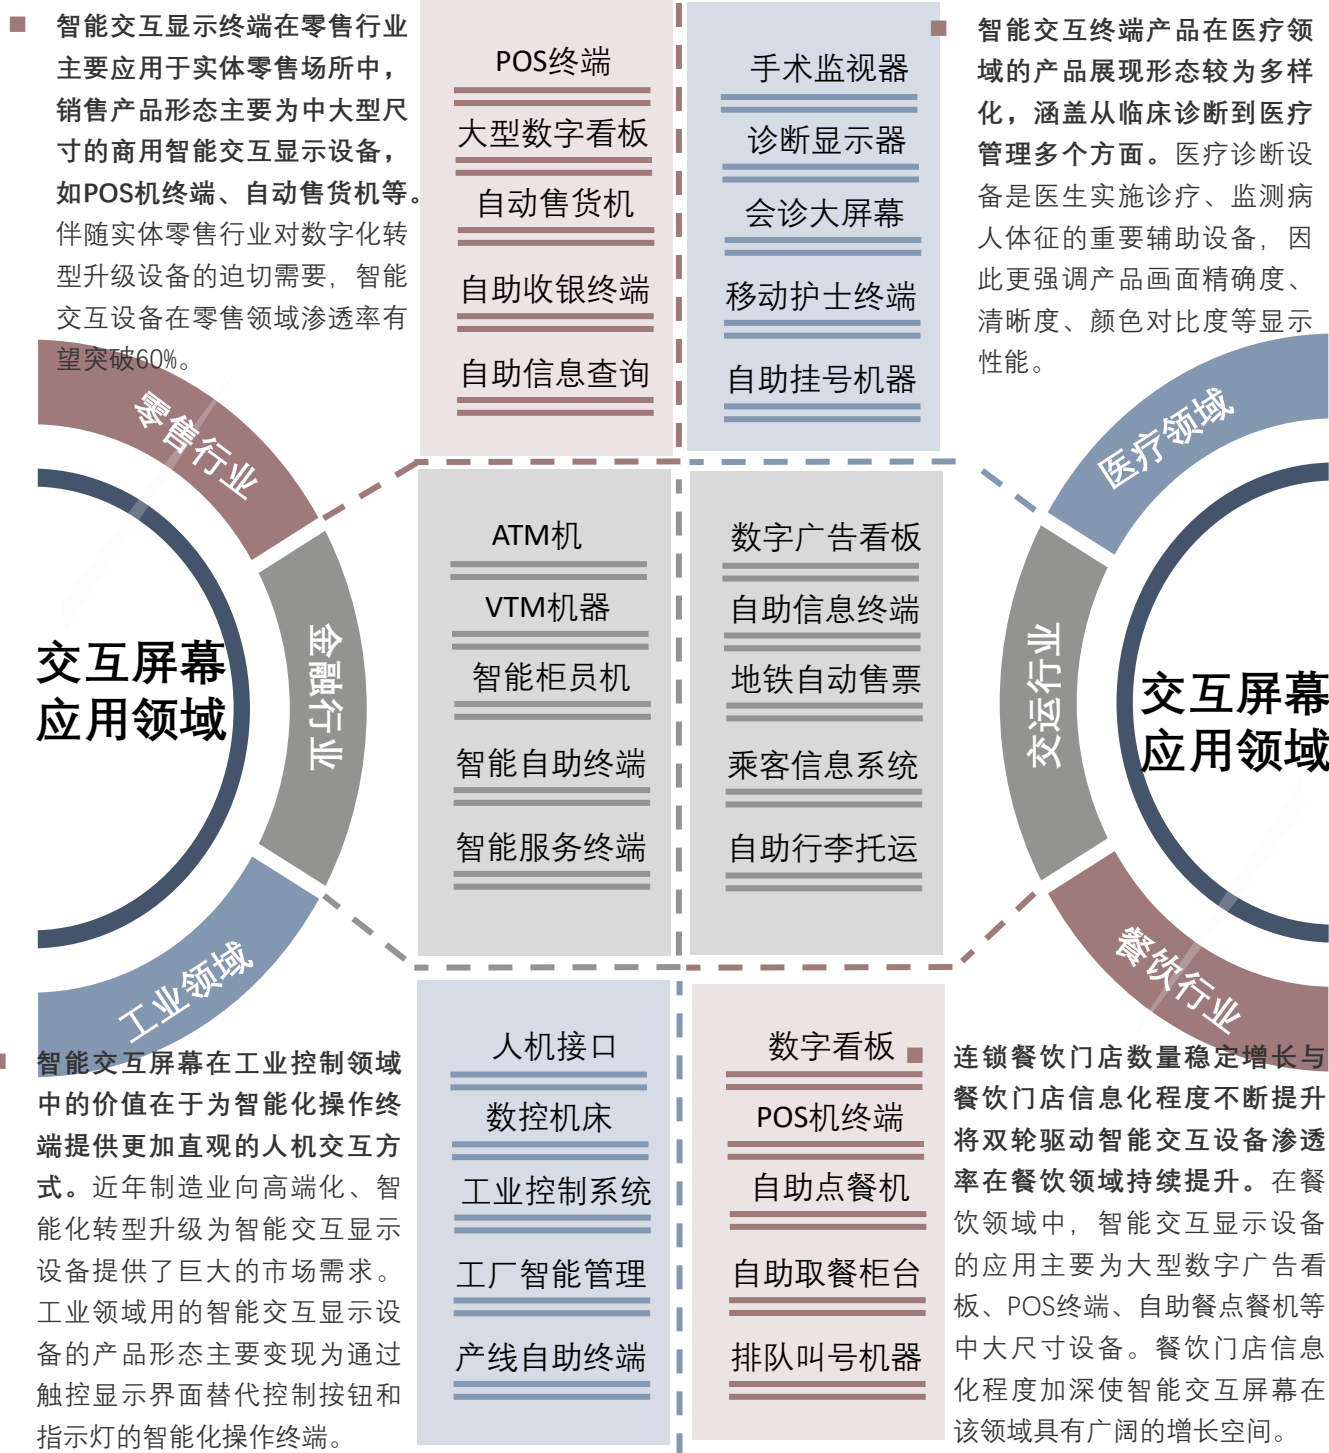 智能交互显示终端在零售行业
主要应用于实体零售场所中，
销售产品形态主要为中大型尺
寸的商用智能交互显示设备，
如POS机终端、自动售货机等。
伴随实体零售行业对数字化转
型升级设备的迫切需要，智能
交互设备在零售领域渗透率有
望突破60%。
POS终端
大型数字看板
自动售货机
自助收银终端
自助信息查询
手术监视器
诊断显示器
会诊大屏幕
移动护士终端
自助挂号机器
智能交互终端产品在医疗领
域的产品展现形态较为多样
化，涵盖从临床诊断到医疗
管理多个方面。医疗诊断设
备是医生实施诊疗、监测病
人体征的重要辅助设备，因
此更强调产品画面精确度、
清晰度、颜色对比度等显示
性能。
零售行业
金融行业
工业领域
交互屏幕
应用领域
ATM机
VTM机器
智能柜员机
智能自助终端
智能服务终端
数字广告看板
自助信息终端
地铁自动售票
乘客信息系统
自助行李托运
医疗领域
交运行业
餐饮行业
交互屏幕
应用领域
智能交互屏幕在工业控制领域
中的价值在于为智能化操作终
端提供更加直观的人机交互方
式。近年制造业向高端化、智
能化转型升级为智能交互显示
设备提供了巨大的市场需求。
工业领域用的智能交互显示设
备的产品形态主要变现为通过
触控显示界面替代控制按钮和
指示灯的智能化操作终端。
人机接口
数控机床
工业控制系统
工厂智能管理
产线自助终端
数字看板
POS机终端
自助点餐机
自助取餐柜台
排队叫号机器
连锁餐饮门店数量稳定增长与
餐饮门店信息化程度不断提升
将双轮驱动智能交互设备渗透
率在餐饮领域持续提升。在餐
饮领域中，智能交互显示设备
的应用主要为大型数字广告看
板、POS终端、自助餐点餐机等
中大尺寸设备。餐饮门店信息
化程度加深使智能交互屏幕在
该领域具有广阔的增长空间。